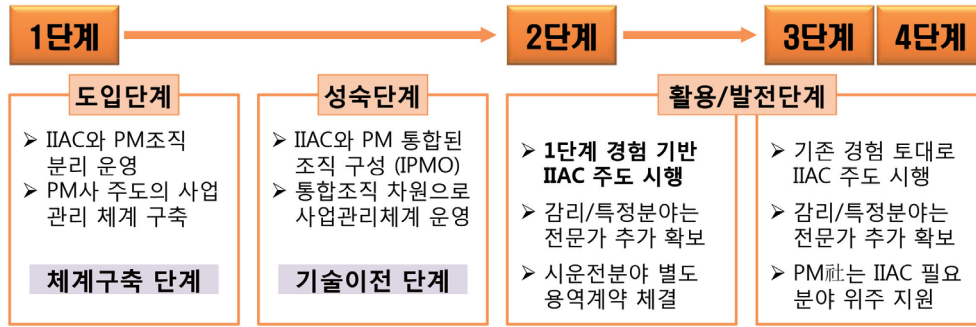 1단계
2단계
3단계
4단계
도입단계
➢ IIAC와 PM조직
분리 운영
➢ PM사 주도의 사업
관리 체계 구축
체계구축 단계
성숙단계
➢ IIAC와 PM 통합된
조직 구성 (IPMO)
➢ 통합조직 차원으로
사업관리체계 운영
기술이전 단계
활용/발전단계
➢ 1단계 경험 기반
IIAC 주도 시행
➢ 감리/특정분야는
전문가 추가 확보
➢ 시운전분야 별도
용역계약 체결
➢ 기존 경험 토대로
IIAC 주도 시행
➢ 감리/특정분야는
전문가 추가 확보
➢ PM社는 IIAC 필요
분야 위주 지원